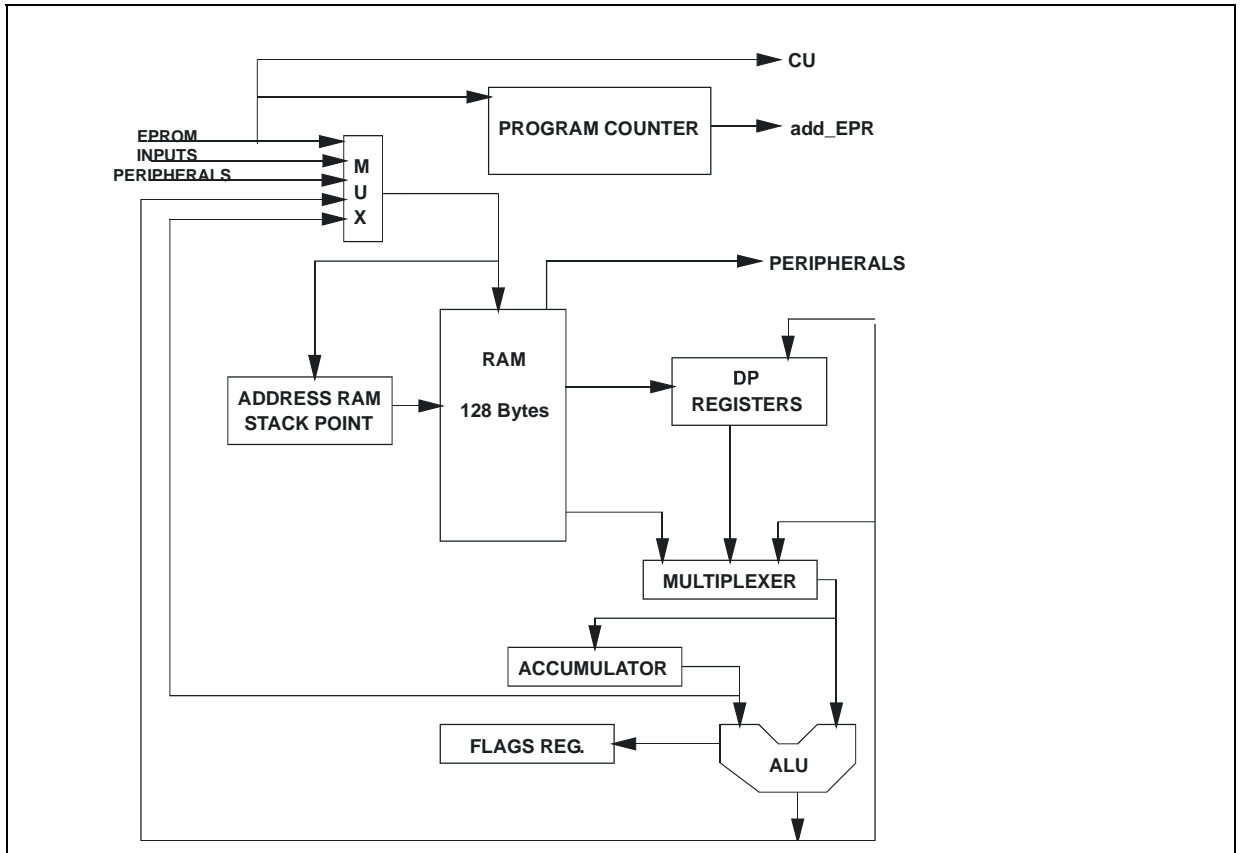 CU
PROGRAM COUNTER
add_EPR
EPROM
INPUTS
PERIPHERALS
M
U
X
PERIPHERALS
RAM
128 Bytes
DP
REGISTERS
ADDRESS RAM
STACK POINT
MULTIPLEXER
ACCUMULATOR
FLAGS REG.
ALU